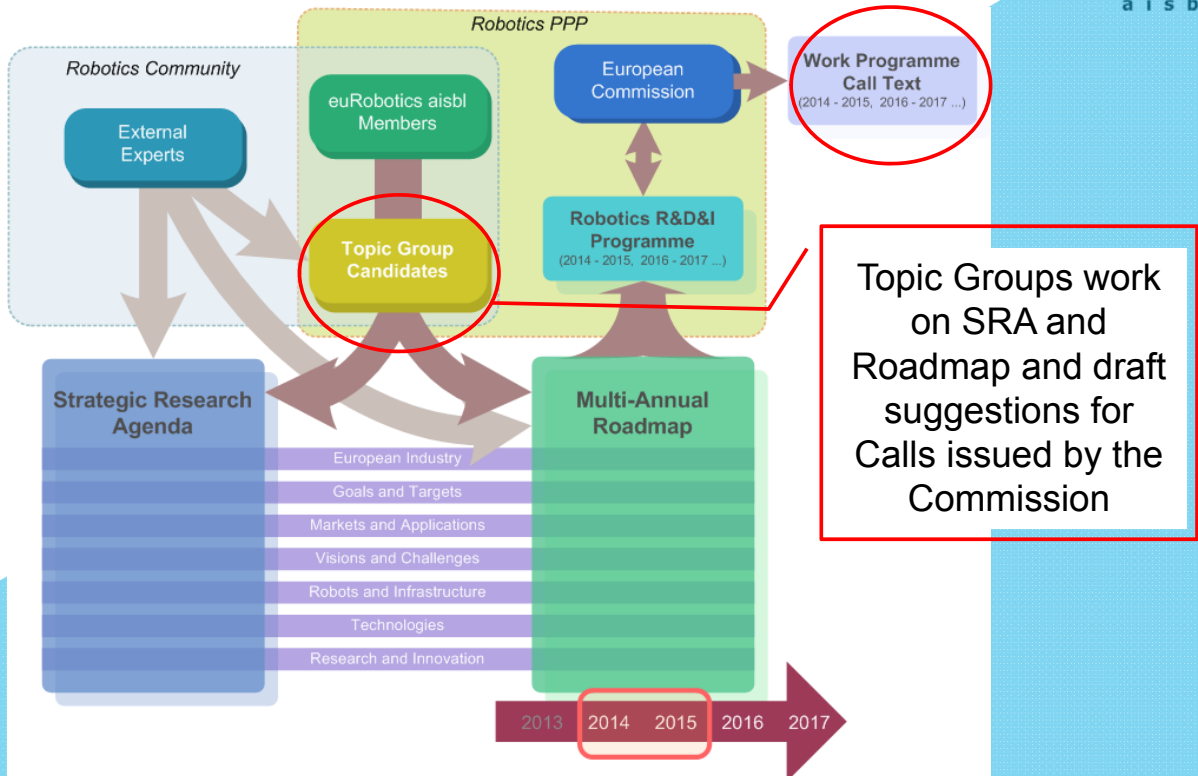 a i s b
Robotics PPP
Robotics Community
European
Commission
Work Programme
Call Text
(2014 - 2015, 2016 - 2017 ...)
euRobotics aisbl
Members
External
Experts
Topic Group
Candidates
Robotics R&D&I
Programme
(2014 - 2015, 2016 - 2017 ...)
Topic Groups work
on SRA and
Roadmap and draft
suggestions for
Calls issued by the
Commission
Strategic Research
Agenda
Multi-Annual
Roadmap
European Industry
Goals and Targets
Markets and Applications
Visions and Challenges
Robots and Infrastructure
Technologies
Research and Innovation
2013 2014 2015 2016 2017